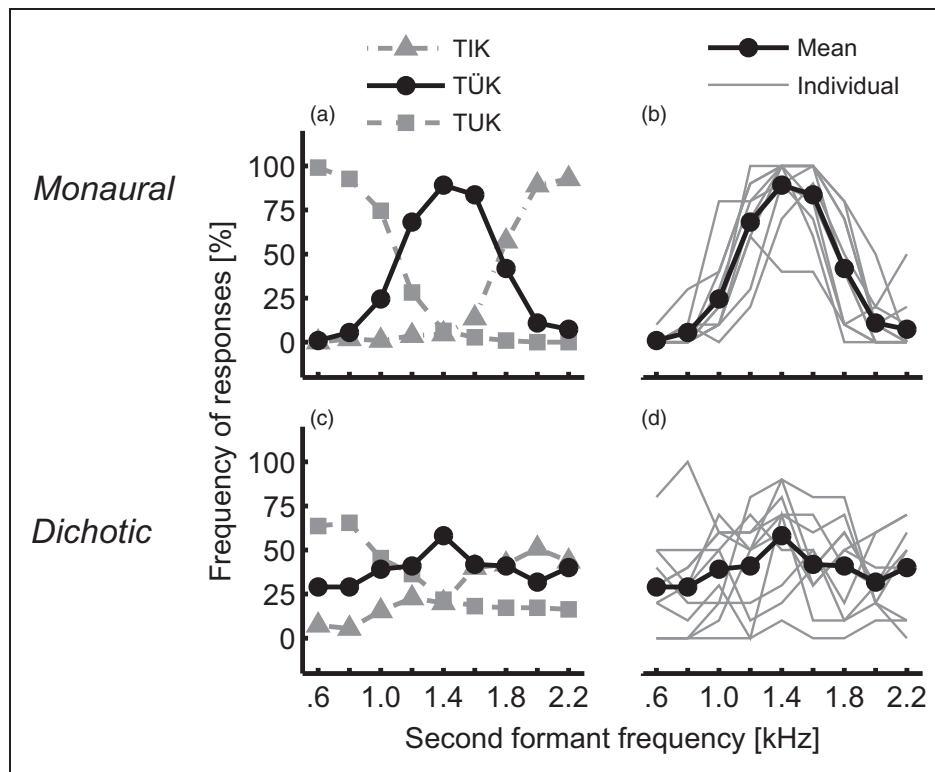 TIK
TÜK
TUK
Mean
Individual
(a)
(b)
Monaural
Frequency of responses [%]
100
75
50
25
0
(c)
(d)
Dichotic
100
75
50
25
0
.6 1.0 1.4 1.8 2.2
.6 1.0 1.4 1.8 2.2
Second formant frequency [kHz]